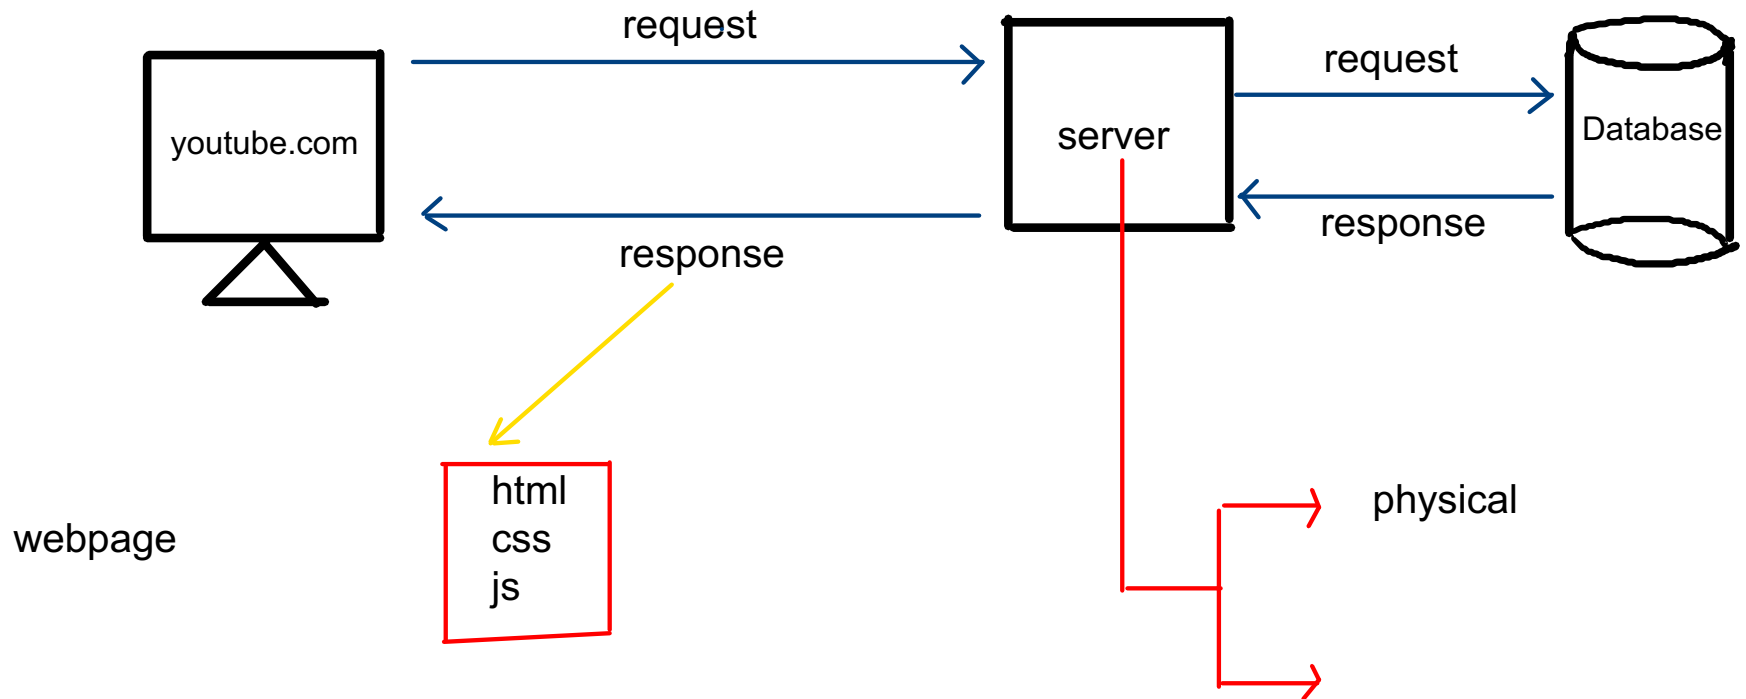 request
request
youtube.com
server
Database
response
response
html
css
js
physical
webpage